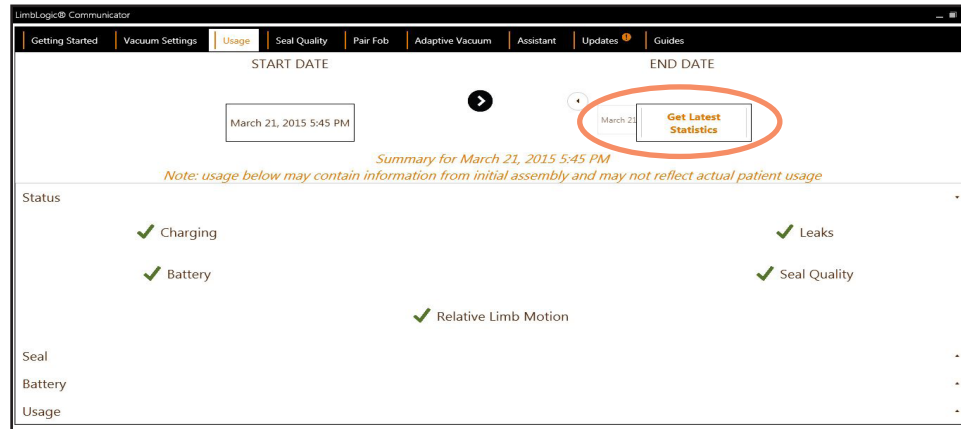 LimbLogic® Communicator
Getting Started Vacuum Settings Usage Seal Quality Pair Fob Adaptive Vacuum Assistant Updates ! Guides
START DATE END DATE
March 21, 2015 5:45 PM March 21 Get Latest
Statistics
Summary for March 21, 2015 5:45 PM
Note: usage below may contain information from initial assembly and may not reflect actual patient usage
Status
Charging Leaks
Battery Seal Quality
Relative Limb Motion
Seal
Battery
Usage